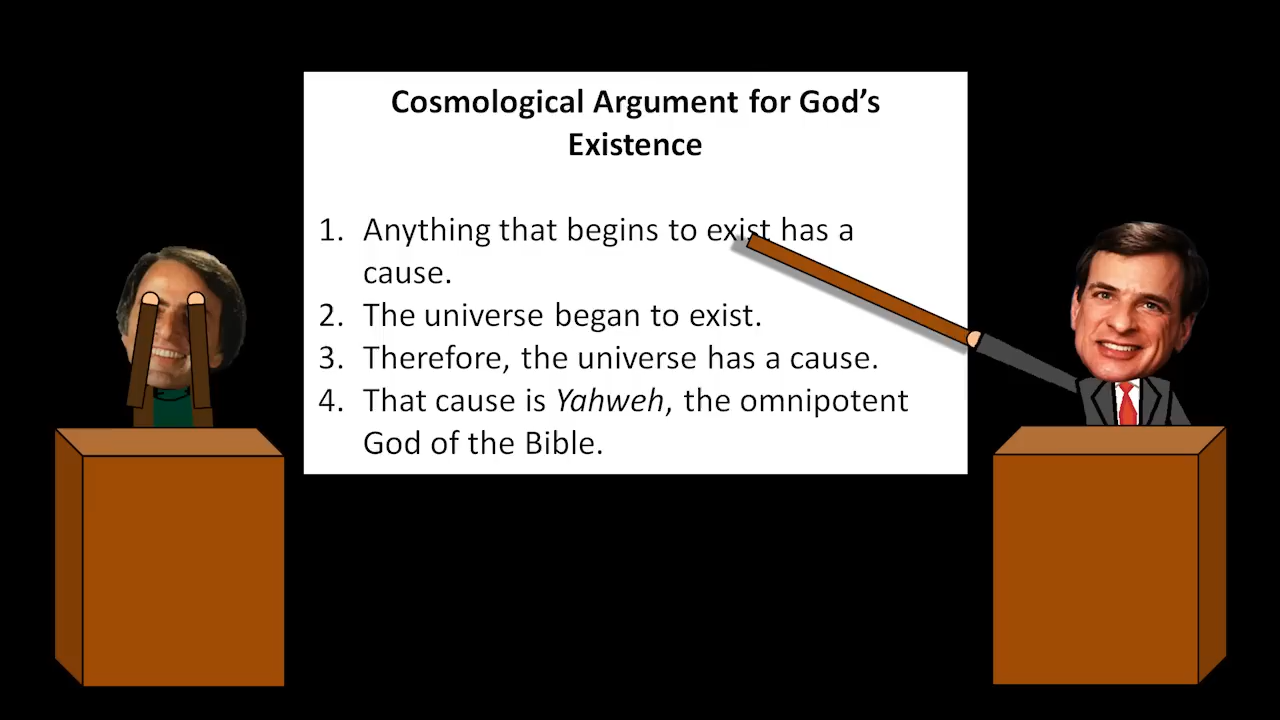 Cosmological Argument for God’s
Existence
1. Anything that begins to exist has a
cause.
2. The universe began to exist.
3. Therefore, the universe has a cause.
4. That cause is Yahweh, the omnipotent
God of the Bible.